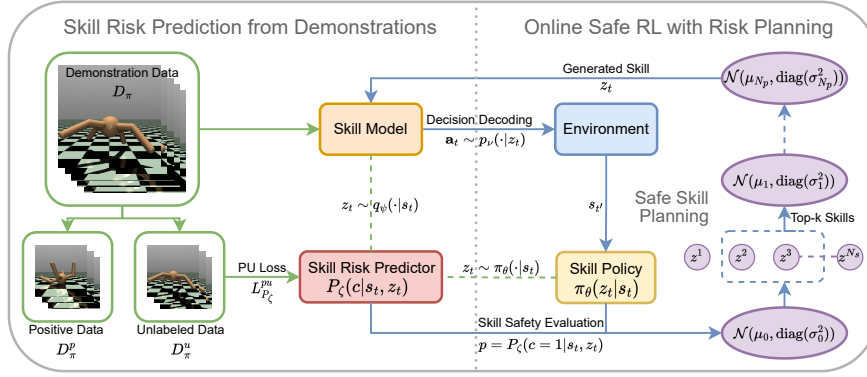 Skill Risk Prediction from Demonstrations
Online Safe RL with Risk Planning
Demonstration Data
D_π
Skill Model
Decision Decoding
a_t ∼ p_ν(·|z_t)
Environment
Generated Skill
z_t
N(μ_{N_p}, diag(σ²_{N_p}))
N(μ_1, diag(σ²_1))
Safe Skill
Planning
Top-k Skills
z^1
z^2
z^3
z^{N_s}
z_t ∼ q_ψ(·|s_t)
s_{t'}
PU Loss
L^{pu}_{P_ζ}
Skill Risk Predictor
P_ζ(c|s_t, z_t)
z_t ∼ π_θ(·|s_t)
Skill Policy
π_θ(z_t|s_t)
Positive Data
D^p_π
Unlabeled Data
D^u_π
Skill Safety Evaluation
p = P_ζ(c = 1|s_t, z_t)
N(μ_0, diag(σ²_0))